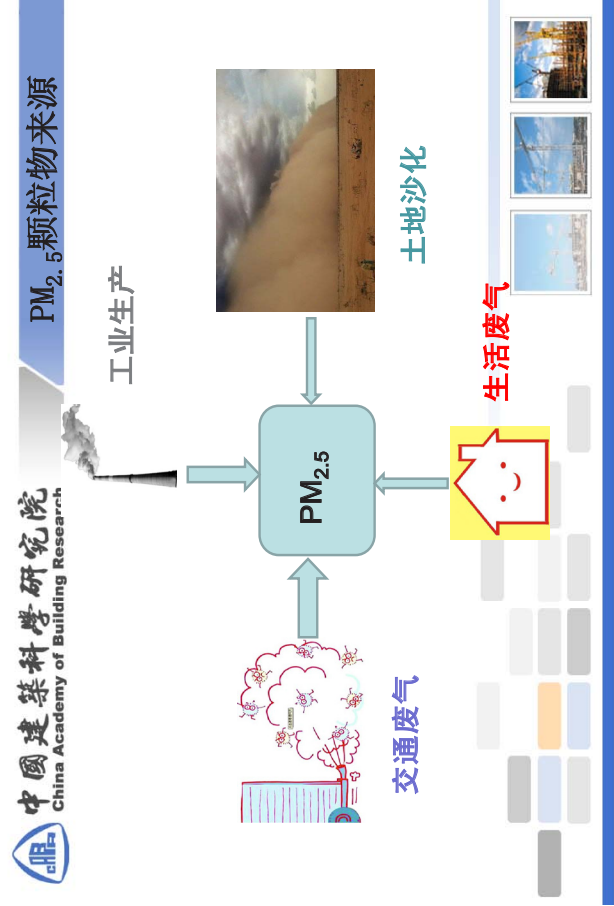 中國建築科學研究院
China Academy of Building Research
PM2.5颗粒物来源
工业生产
交通废气
PM2.5
土地沙化
生活废气